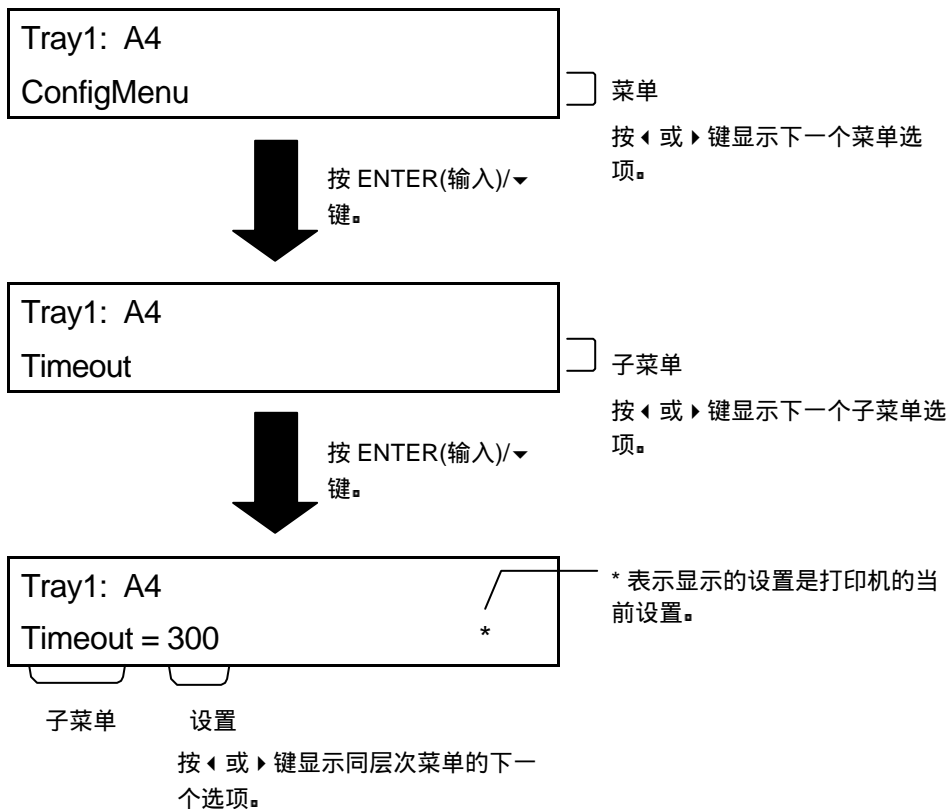 Tray1: A4
ConfigMenu
菜单
按 ◂ 或 ▸ 键显示下一个菜单选
项。
按 ENTER(输入)/▾
键。
Tray1: A4
Timeout
子菜单
按 ◂ 或 ▸ 键显示下一个子菜单选
项。
按 ENTER(输入)/▾
键。
Tray1: A4
Timeout = 300 *
* 表示显示的设置是打印机的当
前设置。
子菜单
设置
按 ◂ 或 ▸ 键显示同层次菜单的下一
个选项。